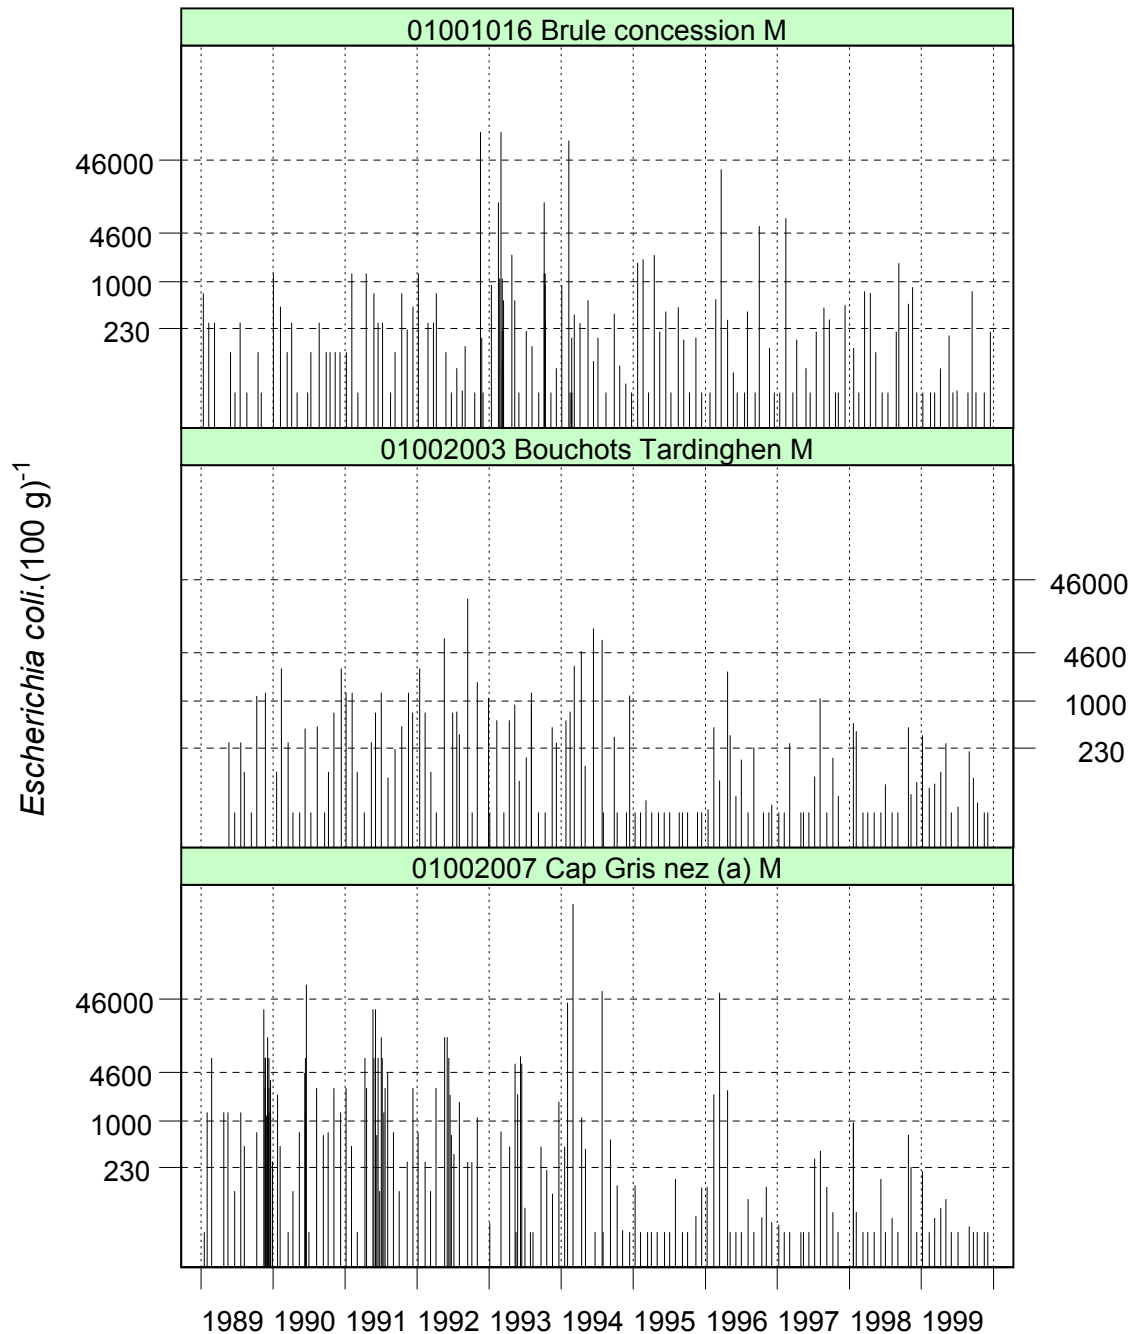 01001016 Brule concession M
46000
4600
1000
230
01002003 Bouchots Tardinghen M
46000
4600
1000
230
Escherichia coli.(100 g)-1
01002007 Cap Gris nez (a) M
46000
4600
1000
230
1989 1990 1991 1992 1993 1994 1995 1996 1997 1998 1999